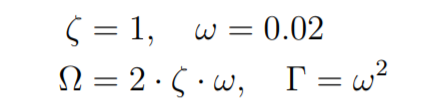 ζ = 1, ω = 0.02
Ω = 2 · ζ · ω, Γ = ω²